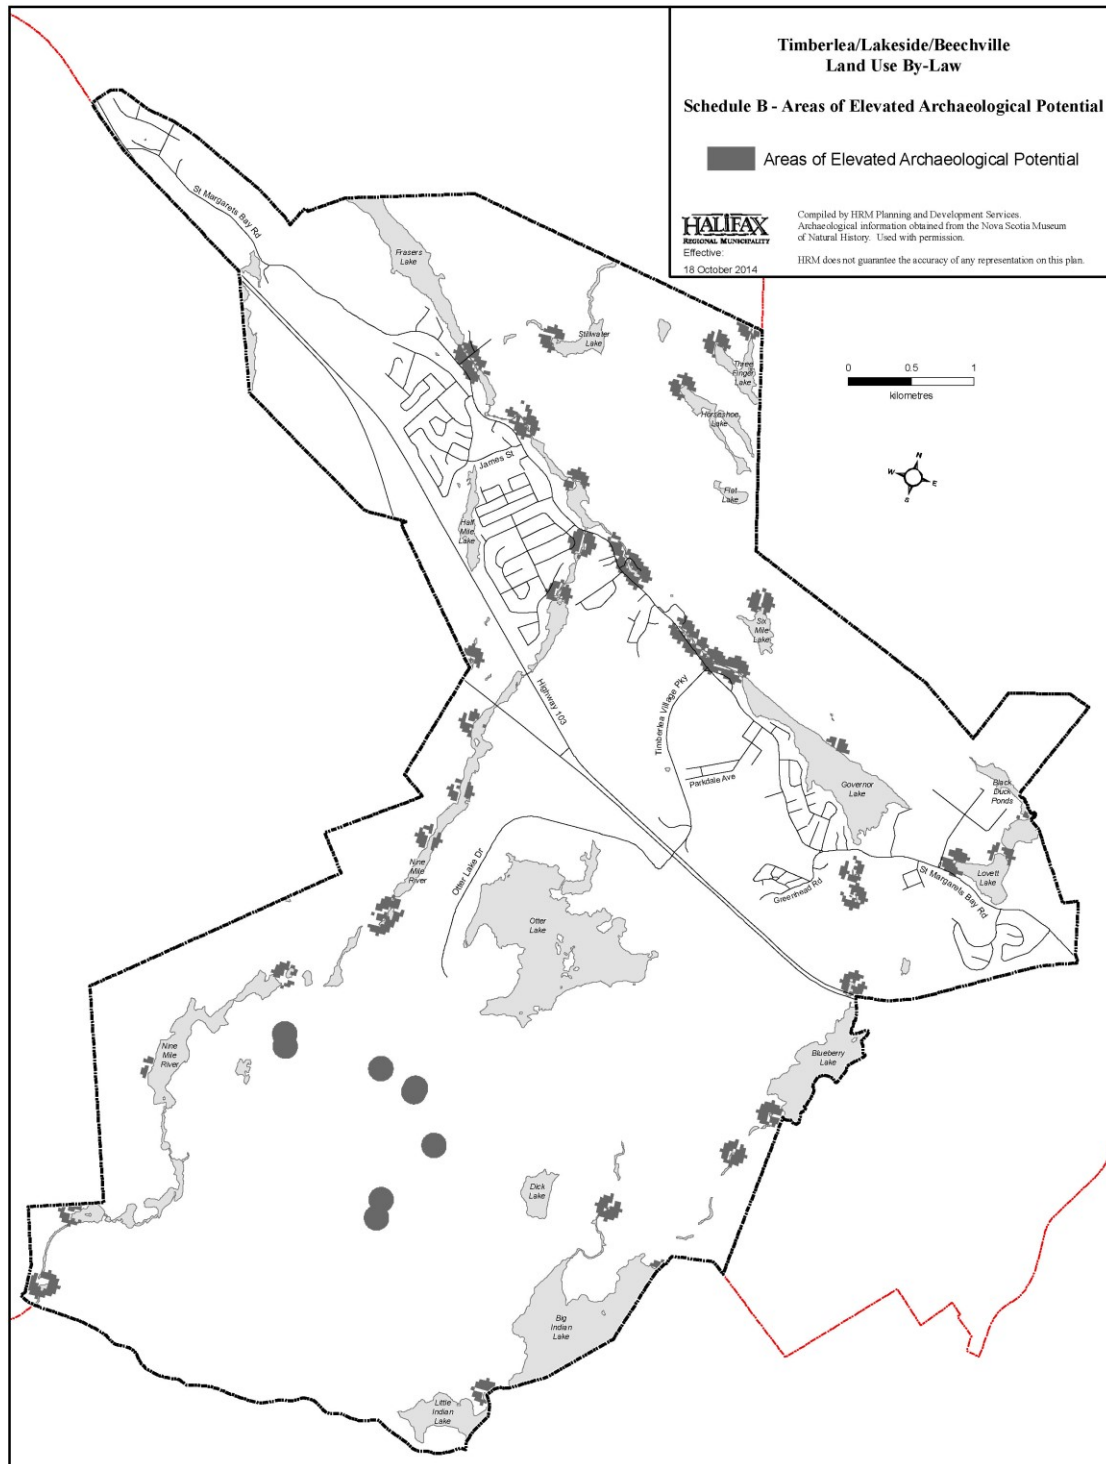 Timberlea/Lakeside/Beechville
Land Use By-Law
Schedule B - Areas of Elevated Archaeological Potential
Areas of Elevated Archaeological Potential
HALIFAX
REGIONAL MUNICIPALITY
Effective:
18 October 2014
Compiled by HRM Planning and Development Services.
Archaeological information obtained from the Nova Scotia Museum
of Natural History. Used with permission.
HRM does not guarantee the accuracy of any representation on this plan.
St Margarets Bay Rd
Frasers
Lake
Stillwater
Lake
Three
Finger
Lake
0 0.5 1
kilometres
Horseshoe
Lake
N
W
E
S
James St
Flat
Lake
Half
Mile
Lake
Six
Mile
Lake
Highway 103
Timberlea Village Pky
Parkdale Ave
Governor
Lake
Black
Duck
Ponds
Nine
Mile
River
Otter Lake Dr
Greenhead Rd
St Margarets Bay Rd
Lovett
Lake
Otter
Lake
Nine
Mile
River
Blueberry
Lake
Dick
Lake
Big
Indian
Lake
Little
Indian
Lake